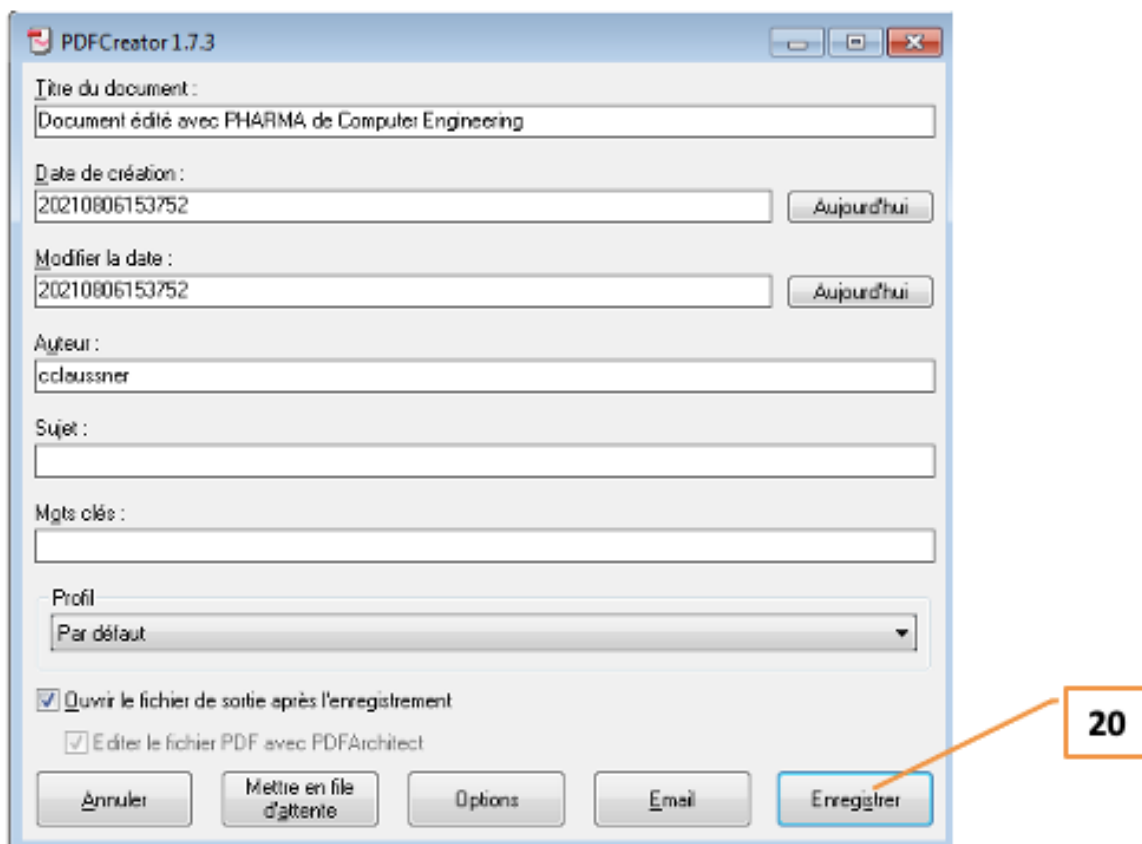 PDFCreator 1.7.3
Titre du document :
Document édité avec PHARMA de Computer Engineering
Date de création :
20210806153752
Aujourd'hui
Modifier la date :
20210806153752
Aujourd'hui
Auteur :
cclaussner
Sujet :
Mots clés :
Profil
Par défaut
Ouvrir le fichier de sortie après l'enregistrement
Editer le fichier PDF avec PDFArchitect
Annuler
Mettre en file
d'attente
Options
Email
Enregistrer
20